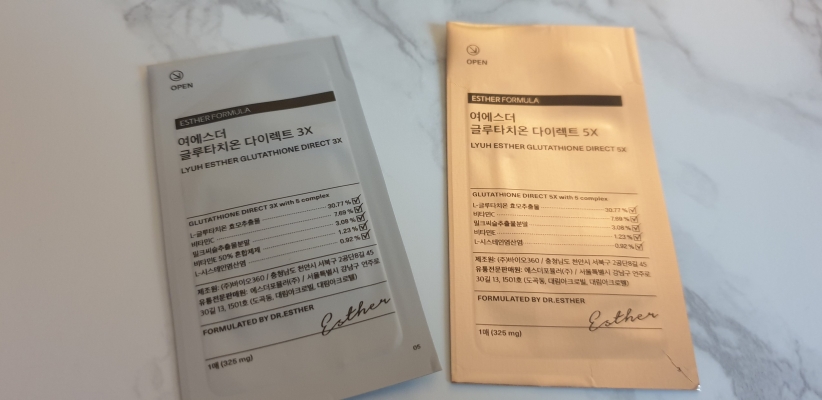 OPEN
ESTHER FORMULA
여에스더
글루타치온 다이렉트 3X
LYUH ESTHER GLUTATHIONE DIRECT 3X
GLUTATHIONE DIRECT 3X with 5 complex
L-글루타치온 효모추출물 30.77 %
비타민C 7.69 %
밀크씨슬추출물분말 3.08 %
비타민E 50% 혼합제제 1.23 %
L-시스테인염산염 0.92 %
제조원: (주)바이오360 / 충청남도 천안시 서북구 2공단8길 45
유통전문판매원: 에스더포뮬러(주) / 서울특별시 강남구 언주로
30길 13, 1501호 (도곡동, 대림아크로빌, 대림아크로텔)
FORMULATED BY DR.ESTHER
Esther
1매 (325 mg)
05
OPEN
ESTHER FORMULA
여에스더
글루타치온 다이렉트 5X
LYUH ESTHER GLUTATHIONE DIRECT 5X
GLUTATHIONE DIRECT 5X with 5 complex
L-글루타치온 효모추출물 30.77 %
비타민C 7.69 %
밀크씨슬추출물분말 3.08 %
비타민E 1.23 %
L-시스테인염산염 0.92 %
제조원: (주)바이오360 / 충청남도 천안시 서북구 2공단8길 45
유통전문판매원: 에스더포뮬러(주) / 서울특별시 강남구 언주로
30길 13, 1501호 (도곡동, 대림아크로빌, 대림아크로텔)
FORMULATED BY DR.ESTHER
Esther
1매 (325 mg)